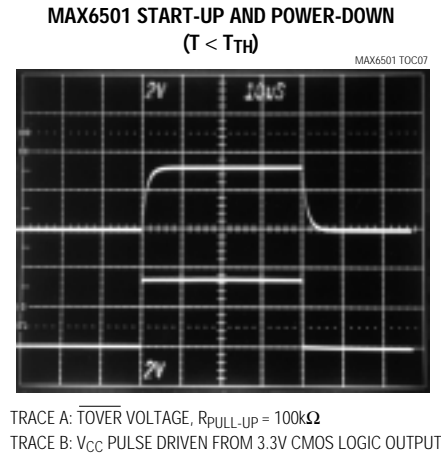 MAX6501 START-UP AND POWER-DOWN
(T < TTH)
MAX6501 TOC07
2V 10µS
2V
TRACE A: TOVER VOLTAGE, RPULL-UP = 100kΩ
TRACE B: VCC PULSE DRIVEN FROM 3.3V CMOS LOGIC OUTPUT